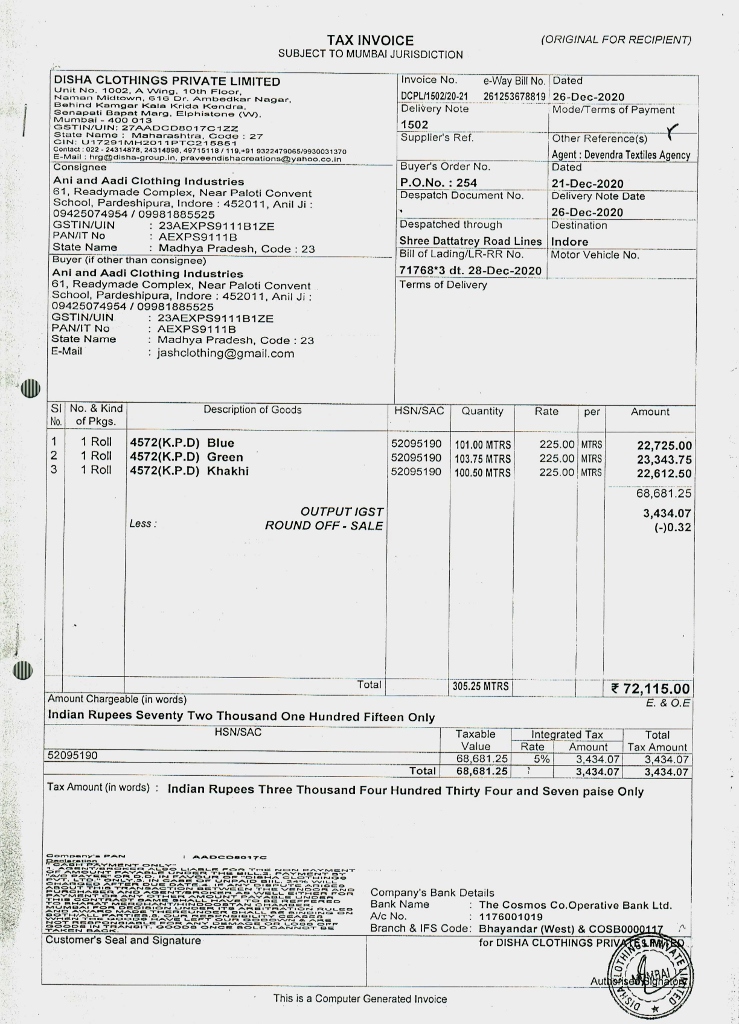 TAX INVOICE
(ORIGINAL FOR RECIPIENT)
SUBJECT TO MUMBAI JURISDICTION
DISHA CLOTHINGS PRIVATE LIMITED
Unit No. 1002, A Wing, 10th Floor,
Naman Midtown, 616 Dr. Ambedkar Nagar,
Behind Kamgar Kala Krida Kendra,
Senapati Bapat Marg, Elphistone (W).
Mumbai - 400 013
GSTIN/UIN: 27AADCD8017C1ZZ
State Name : Maharashtra, Code : 27
CIN: U17291MH2011PTC215851
Contact : 022 - 24314878, 24314898, 49715118 / 119,+91 9322479065/9930031370
E-Mail : hrg@disha-group.in, praveendishacreations@yahoo.co.in
Invoice No. e-Way Bill No. Dated
DCPL/1502/20-21 261253678819 26-Dec-2020
Delivery Note Mode/Terms of Payment
1502
Supplier's Ref. Other Reference(s)
Agent : Devendra Textiles Agency
Buyer's Order No. Dated
P.O.No. : 254 21-Dec-2020
Despatch Document No. Delivery Note Date
26-Dec-2020
Despatched through Destination
Shree Dattatrey Road Lines Indore
Bill of Lading/LR-RR No. Motor Vehicle No.
71768*3 dt. 28-Dec-2020
Terms of Delivery
Consignee
Ani and Aadi Clothing Industries
61, Readymade Complex, Near Paloti Convent
School, Pardeshipura, Indore : 452011, Anil Ji :
09425074954 / 09981885525
GSTIN/UIN : 23AEXPS9111B1ZE
PAN/IT No : AEXPS9111B
State Name : Madhya Pradesh, Code : 23
Buyer (if other than consignee)
Ani and Aadi Clothing Industries
61, Readymade Complex, Near Paloti Convent
School, Pardeshipura, Indore : 452011, Anil Ji :
09425074954 / 09981885525
GSTIN/UIN : 23AEXPS9111B1ZE
PAN/IT No : AEXPS9111B
State Name : Madhya Pradesh, Code : 23
E-Mail : jashclothing@gmail.com
Sl No. & Kind Description of Goods HSN/SAC Quantity Rate per Amount
No. of Pkgs.
1 1 Roll 4572(K.P.D) Blue 52095190 101.00 MTRS 225.00 MTRS 22,725.00
2 1 Roll 4572(K.P.D) Green 52095190 103.75 MTRS 225.00 MTRS 23,343.75
3 1 Roll 4572(K.P.D) Khakhi 52095190 100.50 MTRS 225.00 MTRS 22,612.50
68,681.25
OUTPUT IGST 3,434.07
Less : ROUND OFF - SALE (-)0.32
Total 305.25 MTRS ₹ 72,115.00
Amount Chargeable (in words) E. & O.E
Indian Rupees Seventy Two Thousand One Hundred Fifteen Only
HSN/SAC Taxable Integrated Tax Total
Value Rate Amount Tax Amount
52095190 68,681.25 5% 3,434.07 3,434.07
Total 68,681.25 3,434.07 3,434.07
Tax Amount (in words) : Indian Rupees Three Thousand Four Hundred Thirty Four and Seven paise Only
Company's PAN : AADCD8017C
Declaration
"CASH PAYMENT ONLY"
Company's Bank Details
Bank Name : The Cosmos Co.Operative Bank Ltd.
A/c No. : 1176001019
Branch & IFS Code: Bhayandar (West) & COSB0000117
Customer's Seal and Signature
for DISHA CLOTHINGS PRIVATE LIMITED
Authorised Signatory
DISHA CLOTHINGS PRIVATE LIMITED
MUMBAI
This is a Computer Generated Invoice